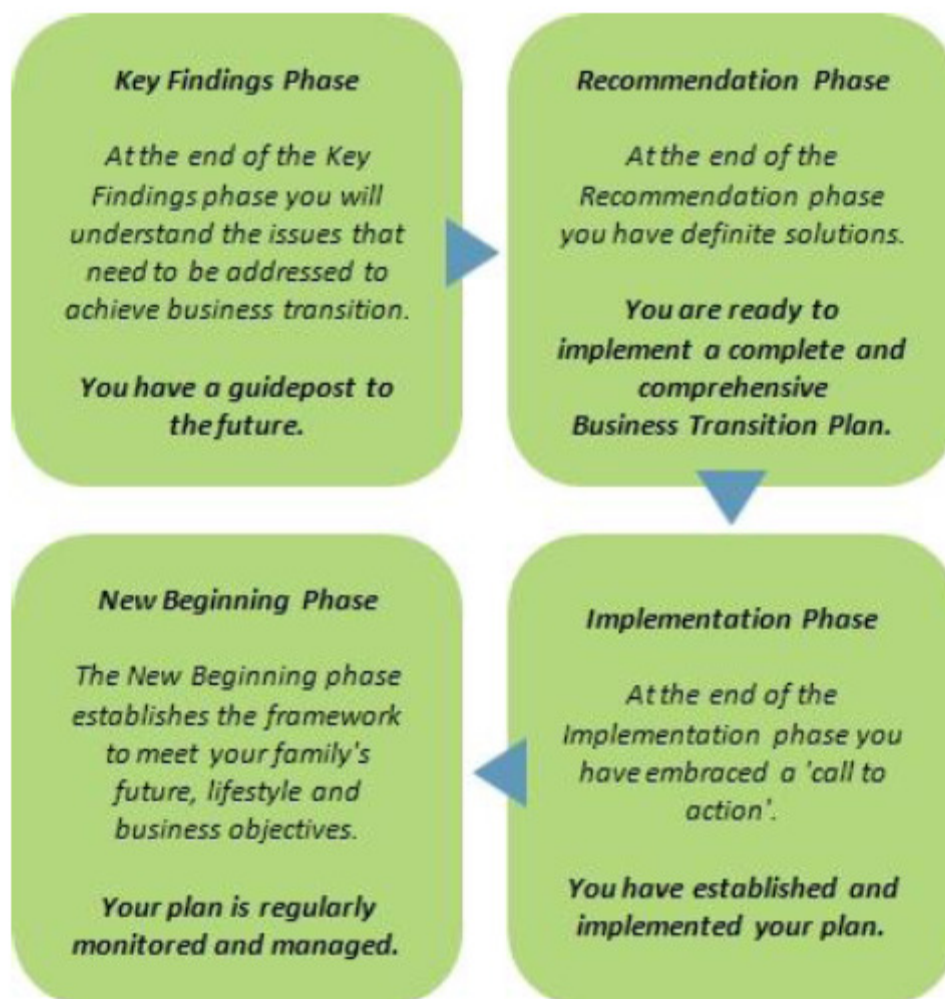 Key Findings Phase
At the end of the Key
Findings phase you will
understand the issues that
need to be addressed to
achieve business transition.
You have a guidepost to
the future.
Recommendation Phase
At the end of the
Recommendation phase
you have definite solutions.
You are ready to
implement a complete and
comprehensive
Business Transition Plan.
Implementation Phase
At the end of the
Implementation phase you
have embraced a 'call to
action'.
You have established and
implemented your plan.
New Beginning Phase
The New Beginning phase
establishes the framework
to meet your family's
future, lifestyle and
business objectives.
Your plan is regularly
monitored and managed.